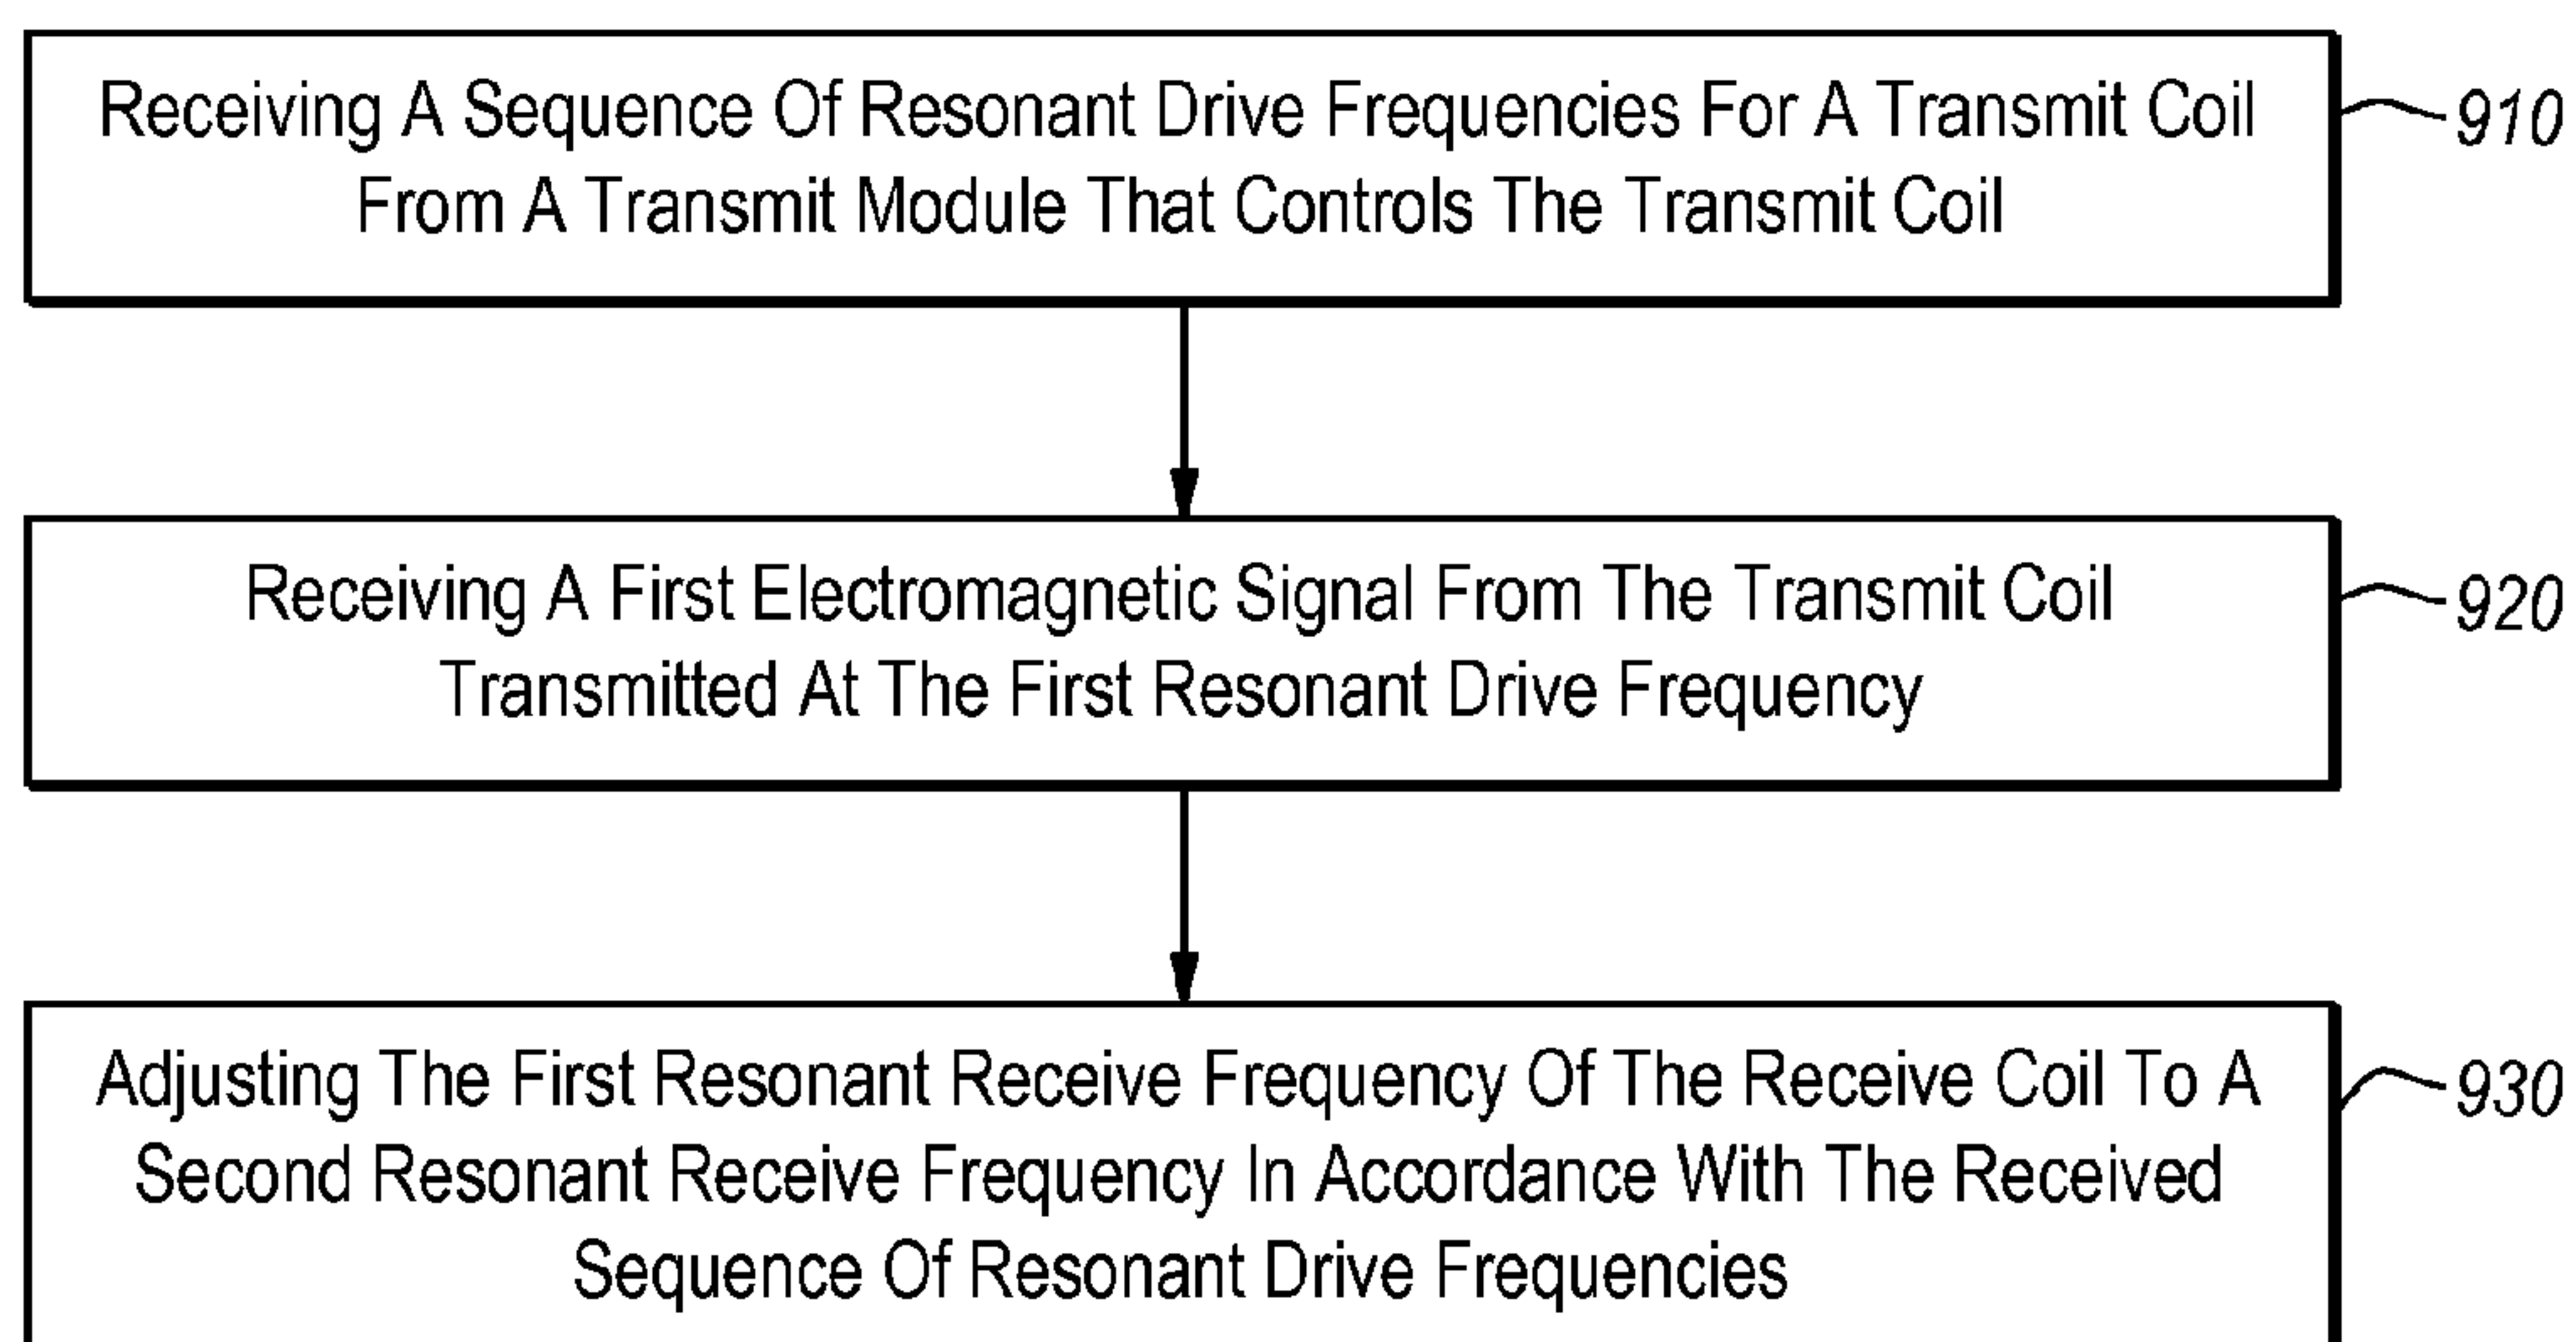 Receiving A Sequence Of Resonant Drive Frequencies For A Transmit Coil
From A Transmit Module That Controls The Transmit Coil
910
Receiving A First Electromagnetic Signal From The Transmit Coil
Transmitted At The First Resonant Drive Frequency
920
Adjusting The First Resonant Receive Frequency Of The Receive Coil To A
Second Resonant Receive Frequency In Accordance With The Received
Sequence Of Resonant Drive Frequencies
930